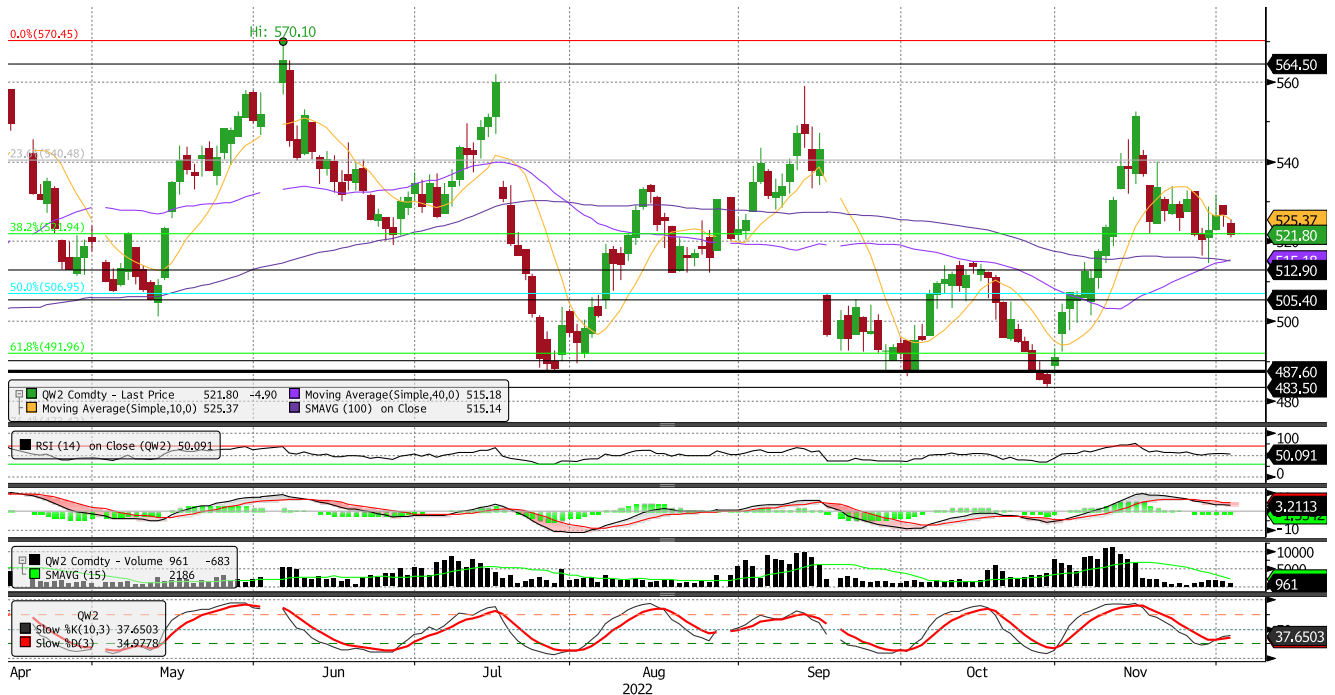 0.0%(570.45)
Hi: 570.10
564.50
560
23.6%(540.48)
540
38.2%(521.94)
525.37
521.80
520
515.18
512.90
50.0%(506.95)
505.40
500
61.8%(491.96)
487.60
483.50
480
QW2 Comdty - Last Price 521.80 -4.90 Moving Average(Simple,40,0) 515.18
Moving Average(Simple,10,0) 525.37 SMAVG (100) on Close 515.14
RSI (14) on Close (QW2) 50.091
100
50.091
0
3.2113
-10
QW2 Comdty - Volume 961 -683
SMAVG (15) 2186
10000
5000
961
QW2
Slow %K(10,3) 37.6503
Slow %D(3) 34.9778
37.6503
Apr May Jun Jul Aug Sep Oct Nov
2022